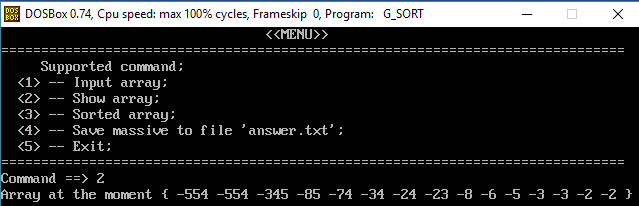 DOSBox 0.74, Cpu speed: max 100% cycles, Frameskip 0, Program: G_SORT
<<MENU>>
================================================================================
Supported command;
<1> -- Input array;
<2> -- Show array;
<3> -- Sorted array;
<4> -- Save massive to file 'answer.txt';
<5> -- Exit;
================================================================================
Command ==> 2
Array at the moment { -554 -554 -345 -85 -74 -34 -24 -23 -8 -6 -5 -3 -3 -2 -2 }